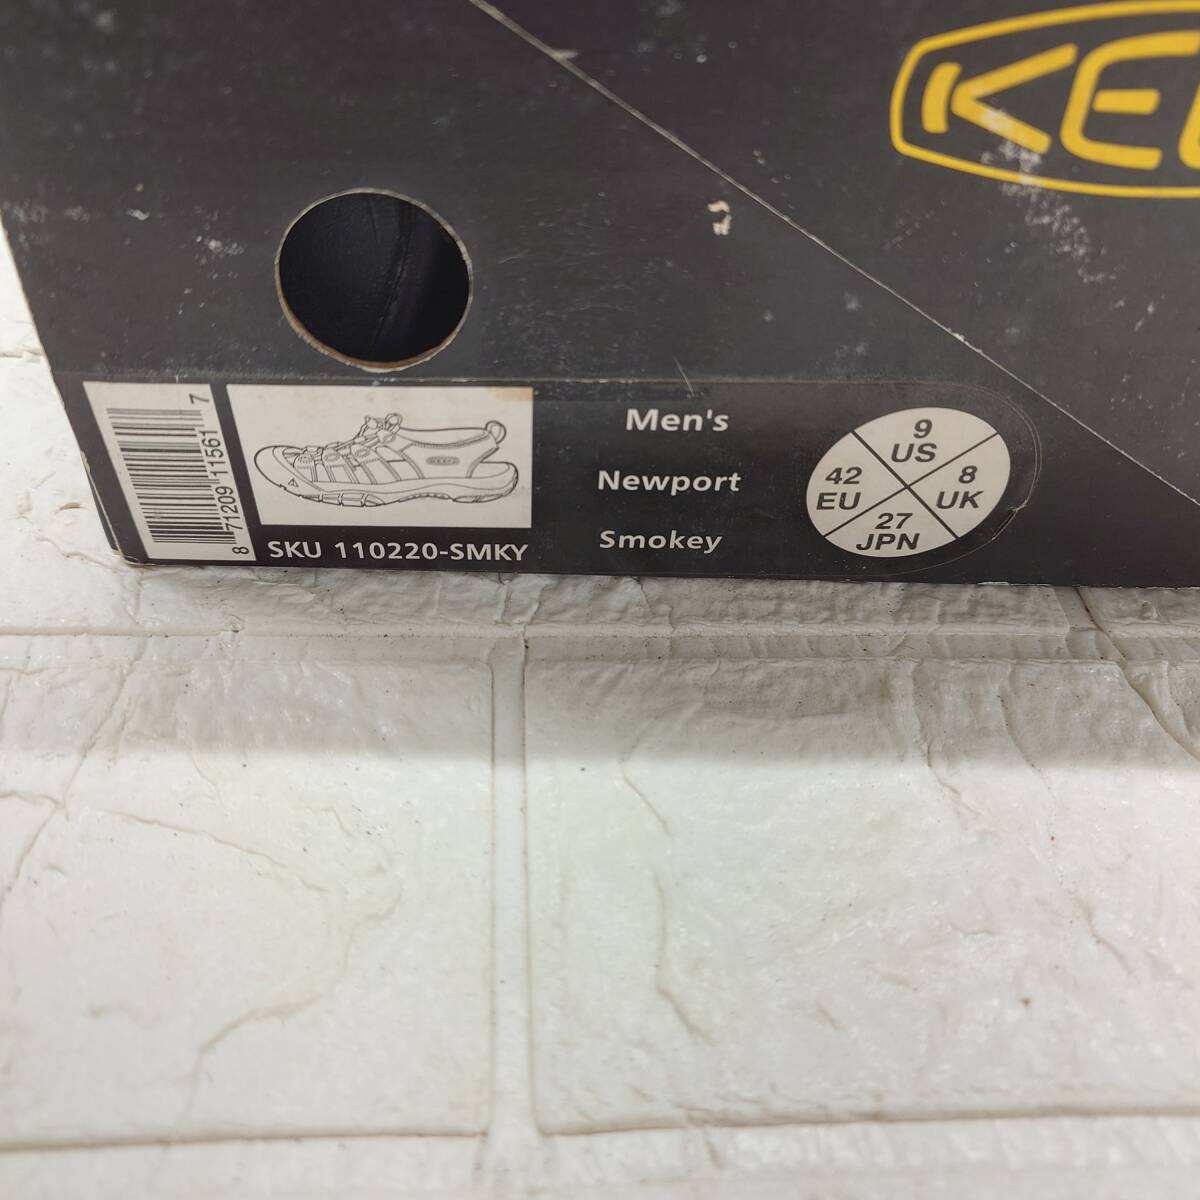 KEE
Men's
Newport
Smokey
9
US
42
EU
8
UK
27
JPN
8 71209 11561 7
KEEN
SKU 110220-SMKY